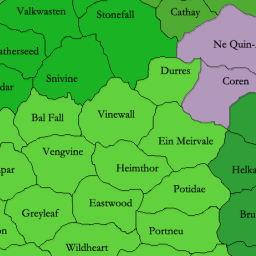 Valkwasten
Stonefall
Cathay
Ne Quin-
atherseed
Durres
Snivine
Coren
dar
Bal Fall
Vinewall
Ein Meirvale
Vengvine
par
Heimthor
Helka
Potidae
Eastwood
Greyleaf
Bru
on
Portneu
Wildheart